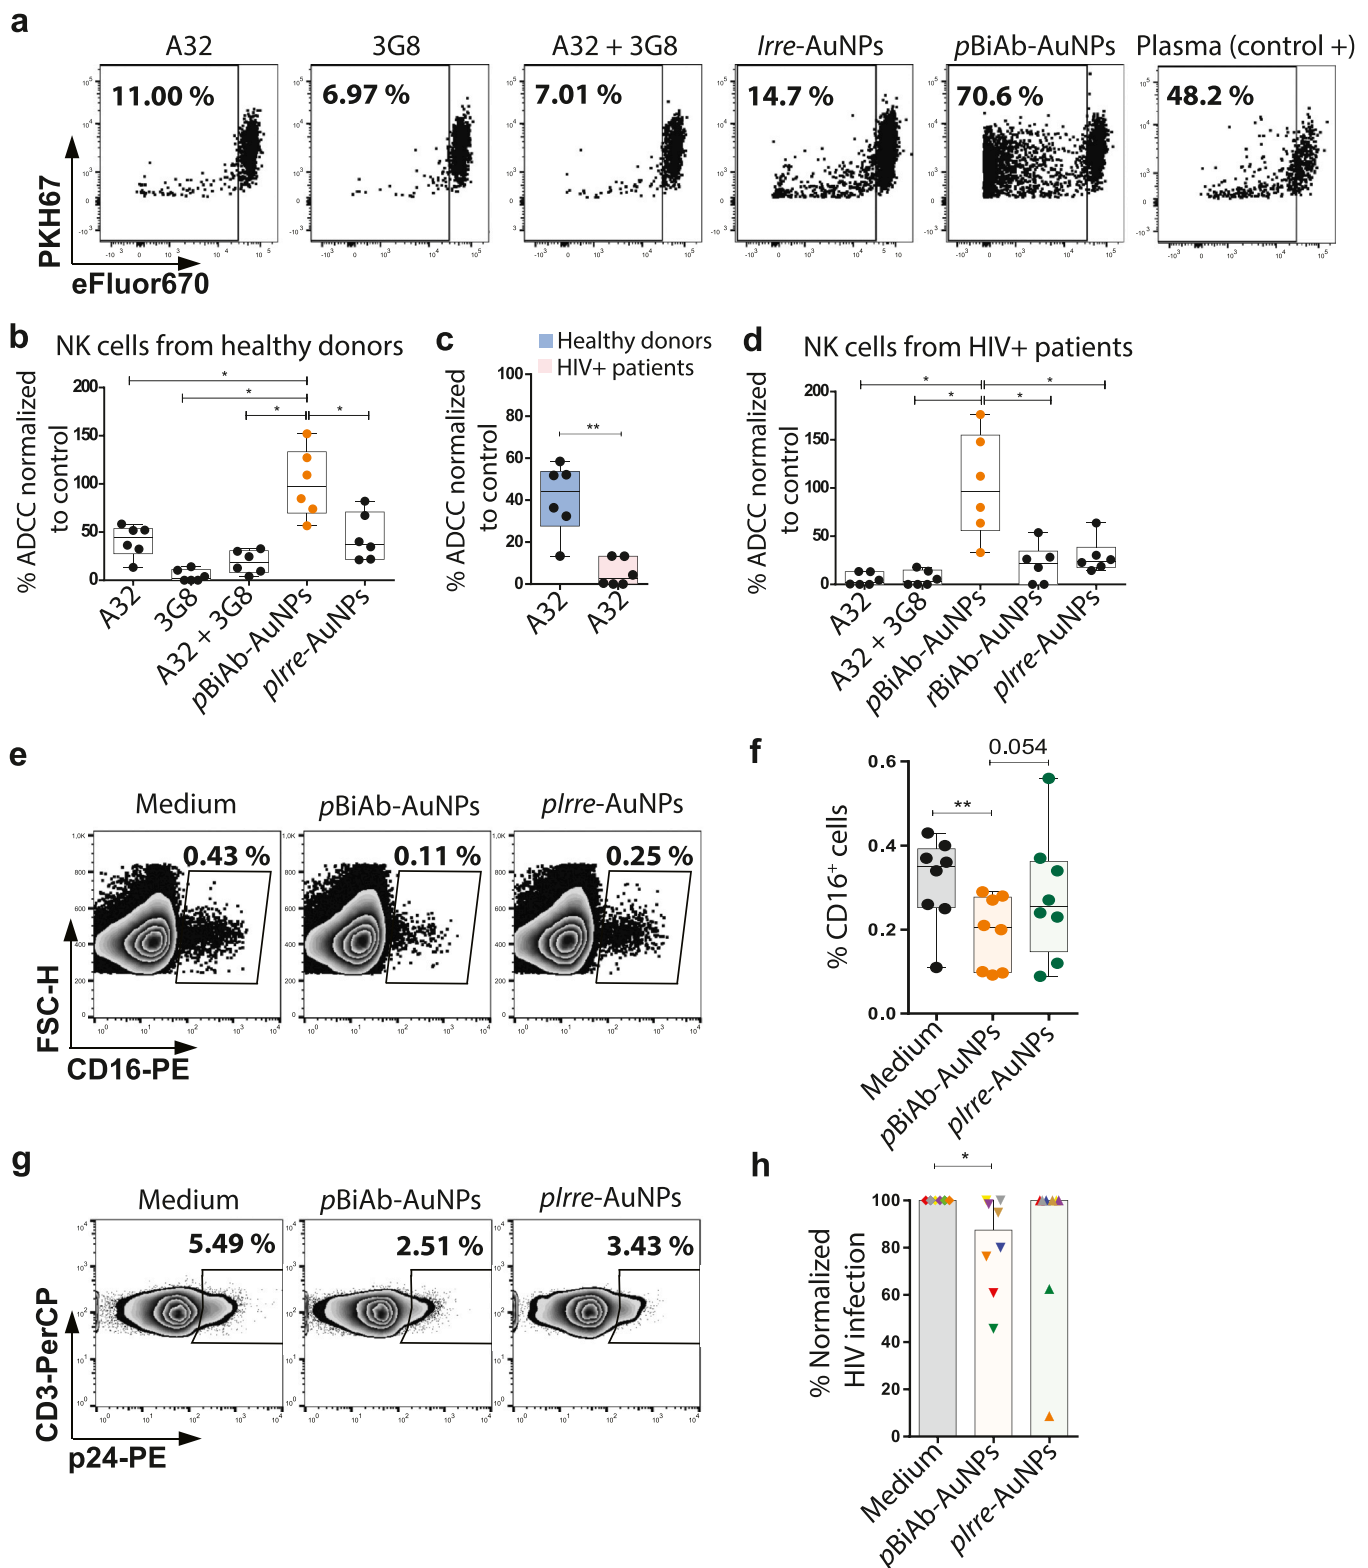 a
A32 3G8 A32 + 3G8 Irre-AuNPs pBiAb-AuNPs Plasma (control +)
11.00 % 6.97 % 7.01 % 14.7 % 70.6 % 48.2 %
PKH67
eFluor670
b NK cells from healthy donors
% ADCC normalized
to control
200
150
100
50
0
* * * *
A32 3G8 A32 + 3G8 pBiAb-AuNPs pIrre-AuNPs
c
Healthy donors
HIV+ patients
% ADCC normalized
to control
100
80
60
40
20
0
**
A32 A32
d NK cells from HIV+ patients
% ADCC normalized
to control
200
150
100
50
0
* * * *
A32 A32 + 3G8 pBiAb-AuNPs rBiAb-AuNPs pIrre-AuNPs
e
Medium pBiAb-AuNPs pIrre-AuNPs
0.43 % 0.11 % 0.25 %
FSC-H
CD16-PE
f
% CD16+ cells
0.6
0.4
0.2
0.0
** 0.054
Medium pBiAb-AuNPs pIrre-AuNPs
g
Medium pBiAb-AuNPs pIrre-AuNPs
5.49 % 2.51 % 3.43 %
CD3-PerCP
p24-PE
h
% Normalized
HIV infection
100
80
60
40
20
0
*
Medium pBiAb-AuNPs pIrre-AuNPs